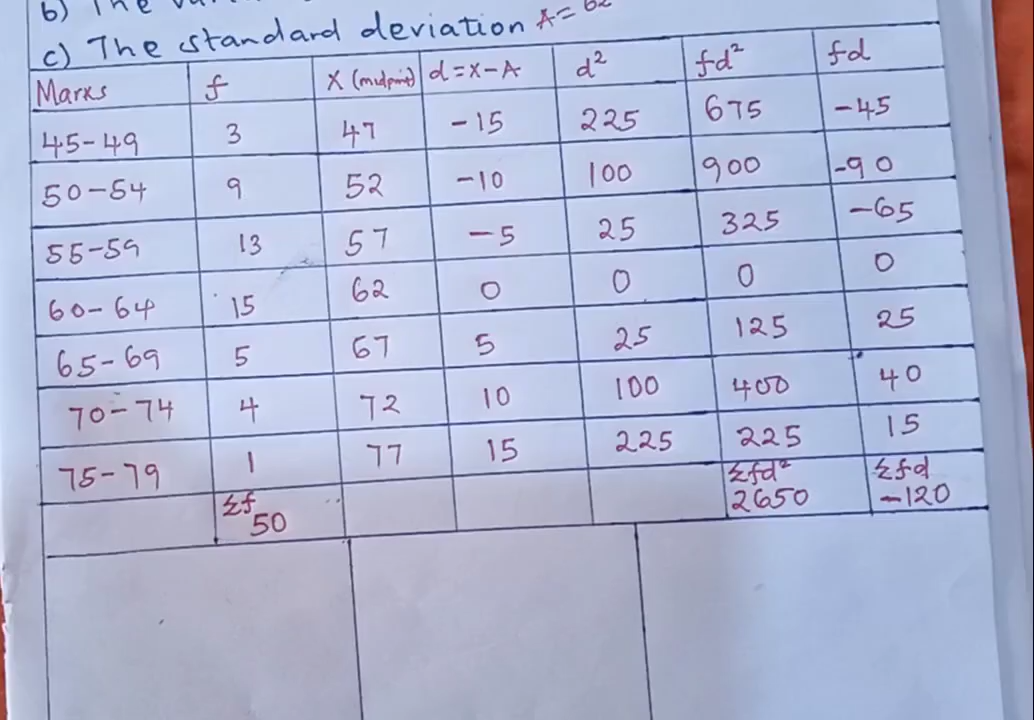 b) The
c) The standard deviation A = 62
Marks f X (midpoint) d = X - A d² fd² fd
45-49 3 47 -15 225 675 -45
50-54 9 52 -10 100 900 -90
55-59 13 57 -5 25 325 -65
60-64 15 62 0 0 0 0
65-69 5 67 5 25 125 25
70-74 4 72 10 100 400 40
75-79 1 77 15 225 225 15
Σf Σfd² Σfd
50 2650 -120